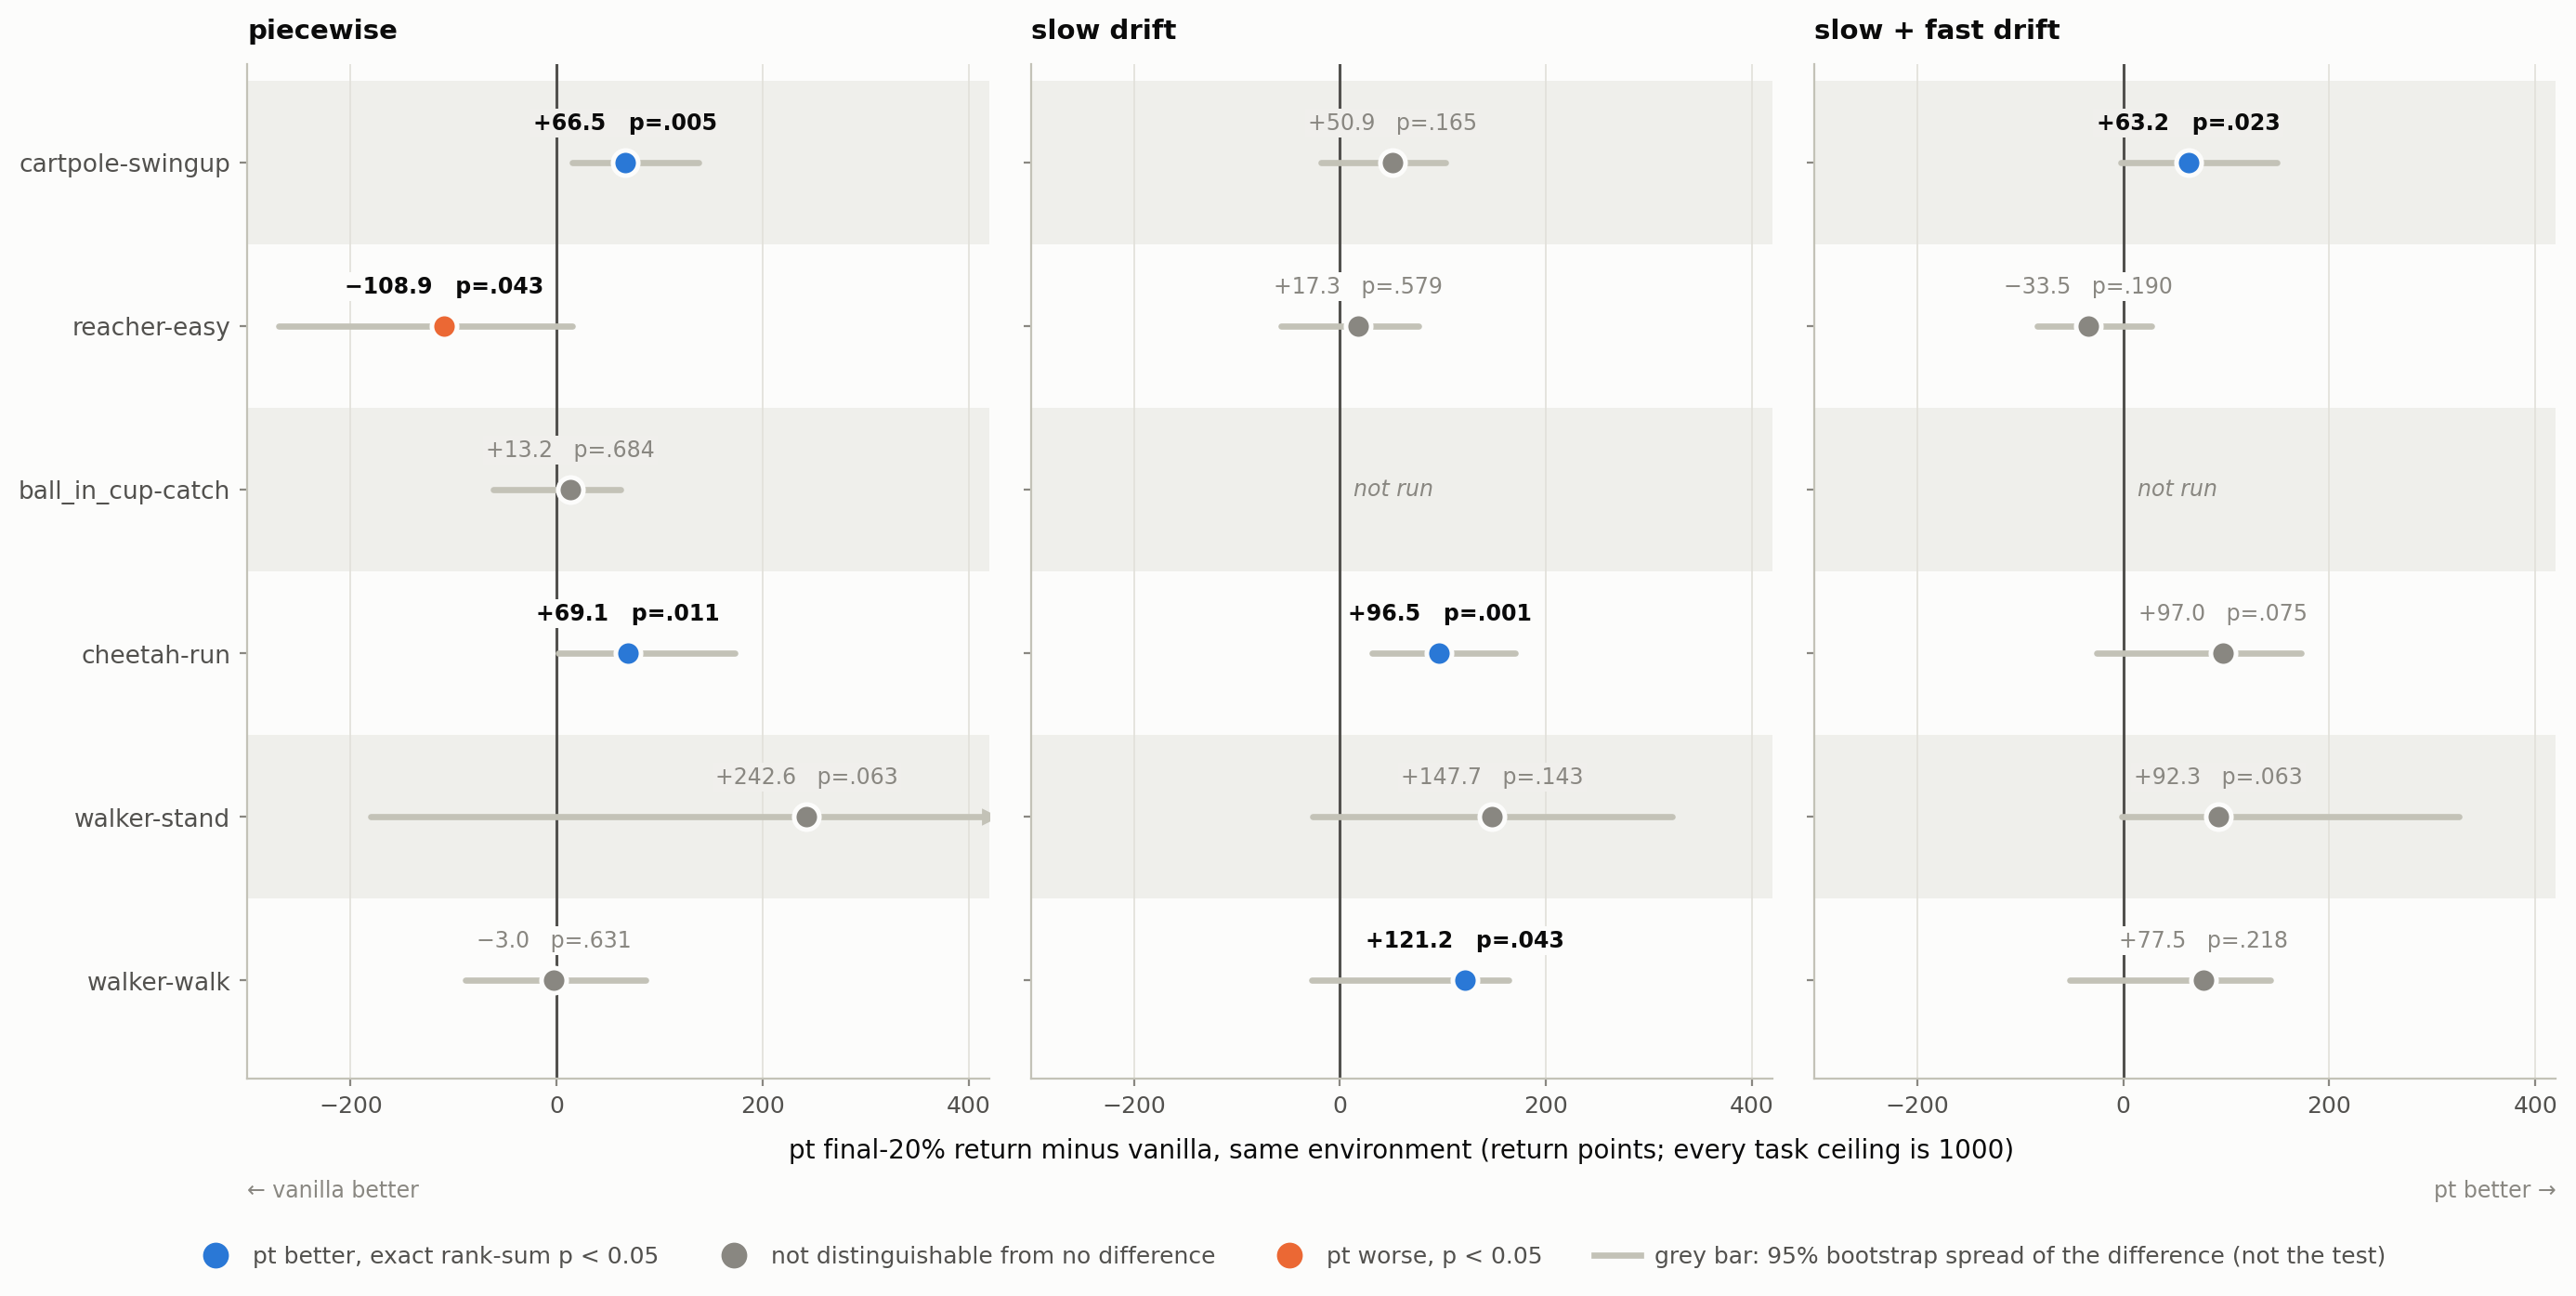 piecewise
slow drift
slow + fast drift
cartpole-swingup
+66.5 p=.005
+50.9 p=.165
+63.2 p=.023
reacher-easy
−108.9 p=.043
+17.3 p=.579
−33.5 p=.190
ball_in_cup-catch
+13.2 p=.684
not run
not run
cheetah-run
+69.1 p=.011
+96.5 p=.001
+97.0 p=.075
walker-stand
+242.6 p=.063
+147.7 p=.143
+92.3 p=.063
walker-walk
−3.0 p=.631
+121.2 p=.043
+77.5 p=.218
−200 0 200 400
−200 0 200 400
−200 0 200 400
pt final-20% return minus vanilla, same environment (return points; every task ceiling is 1000)
← vanilla better
pt better →
pt better, exact rank-sum p < 0.05
not distinguishable from no difference
pt worse, p < 0.05
grey bar: 95% bootstrap spread of the difference (not the test)